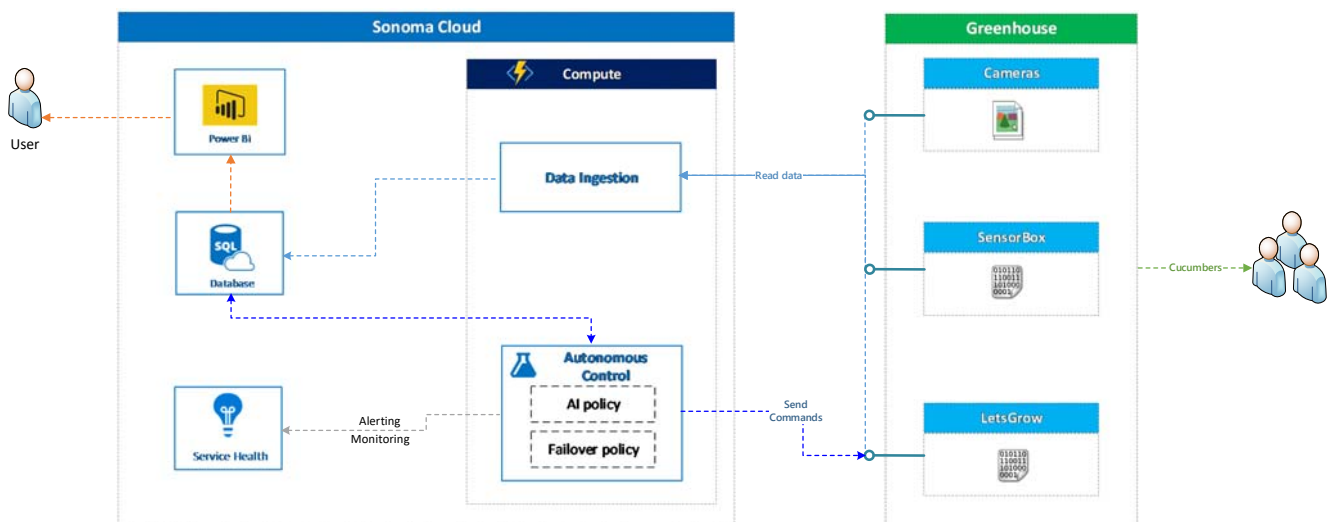 Sonoma Cloud
Greenhouse
Compute
Cameras
Power Bi
User
Data Ingestion
Read data
SQL
Database
SensorBox
010110
110011
101000
0001
Cucumbers
Autonomous
Control
AI policy
Failover policy
Alerting
Monitoring
Service Health
Send
Commands
LetsGrow
010110
110011
101000
0001